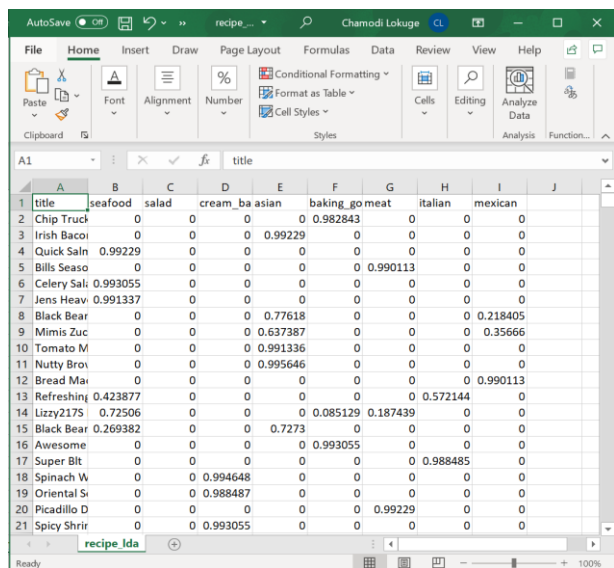 AutoSave Off recipe_... Chamodi Lokuge CL
File Home Insert Draw Page Layout Formulas Data Review View Help
Paste Font Alignment Number Conditional Formatting Format as Table Cell Styles Cells Editing Analyze Data
Clipboard Styles Analysis Function...
A1 fx title
A B C D E F G H I J
1 title seafood salad cream_ba asian baking_go meat italian mexican
2 Chip Truck 0 0 0 0 0.982843 0 0 0
3 Irish Bacor 0 0 0 0.99229 0 0 0 0
4 Quick Saln 0.99229 0 0 0 0 0 0 0
5 Bills Seaso 0 0 0 0 0 0.990113 0 0
6 Celery Sala 0.993055 0 0 0 0 0 0 0
7 Jens Heav 0.991337 0 0 0 0 0 0 0
8 Black Bear 0 0 0 0.77618 0 0 0 0.218405
9 Mimis Zuc 0 0 0 0.637387 0 0 0 0.35666
10 Tomato M 0 0 0 0.991336 0 0 0 0
11 Nutty Brov 0 0 0 0.995646 0 0 0 0
12 Bread Mac 0 0 0 0 0 0 0 0.990113
13 Refreshing 0.423877 0 0 0 0 0 0.572144 0
14 Lizzy217S 0.72506 0 0 0 0.085129 0.187439 0 0
15 Black Bear 0.269382 0 0 0.7273 0 0 0 0
16 Awesome 0 0 0 0 0.993055 0 0 0
17 Super Blt 0 0 0 0 0 0 0.988485 0
18 Spinach W 0 0 0.994648 0 0 0 0 0
19 Oriental S 0 0 0.988487 0 0 0 0 0
20 Picadillo D 0 0 0 0 0 0.99229 0 0
21 Spicy Shrir 0 0 0.993055 0 0 0 0 0
recipe_lda
Ready 100%